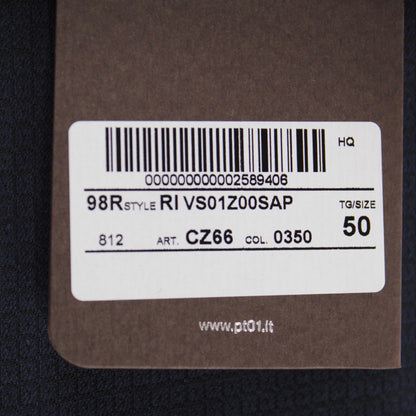 HQ
000000000002589406
98R STYLE RI VS01Z00SAP TG/SIZE
812 ART. CZ66 COL. 0350 50
www.pt01.it